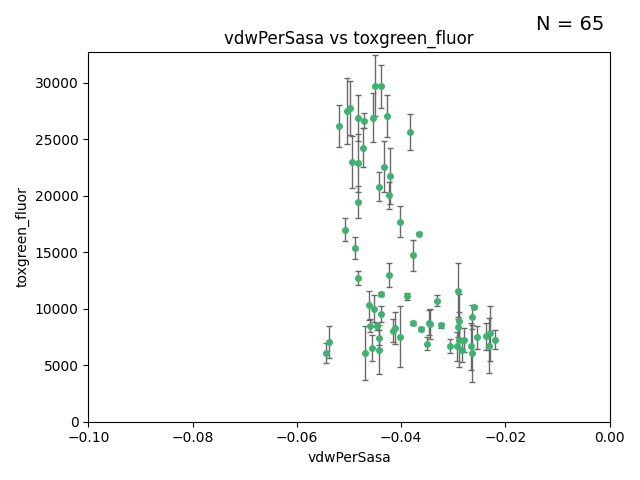 N = 65
vdwPerSasa vs toxgreen_fluor
30000
25000
20000
15000
10000
5000
0
toxgreen_fluor
−0.10 −0.08 −0.06 −0.04 −0.02 0.00
vdwPerSasa